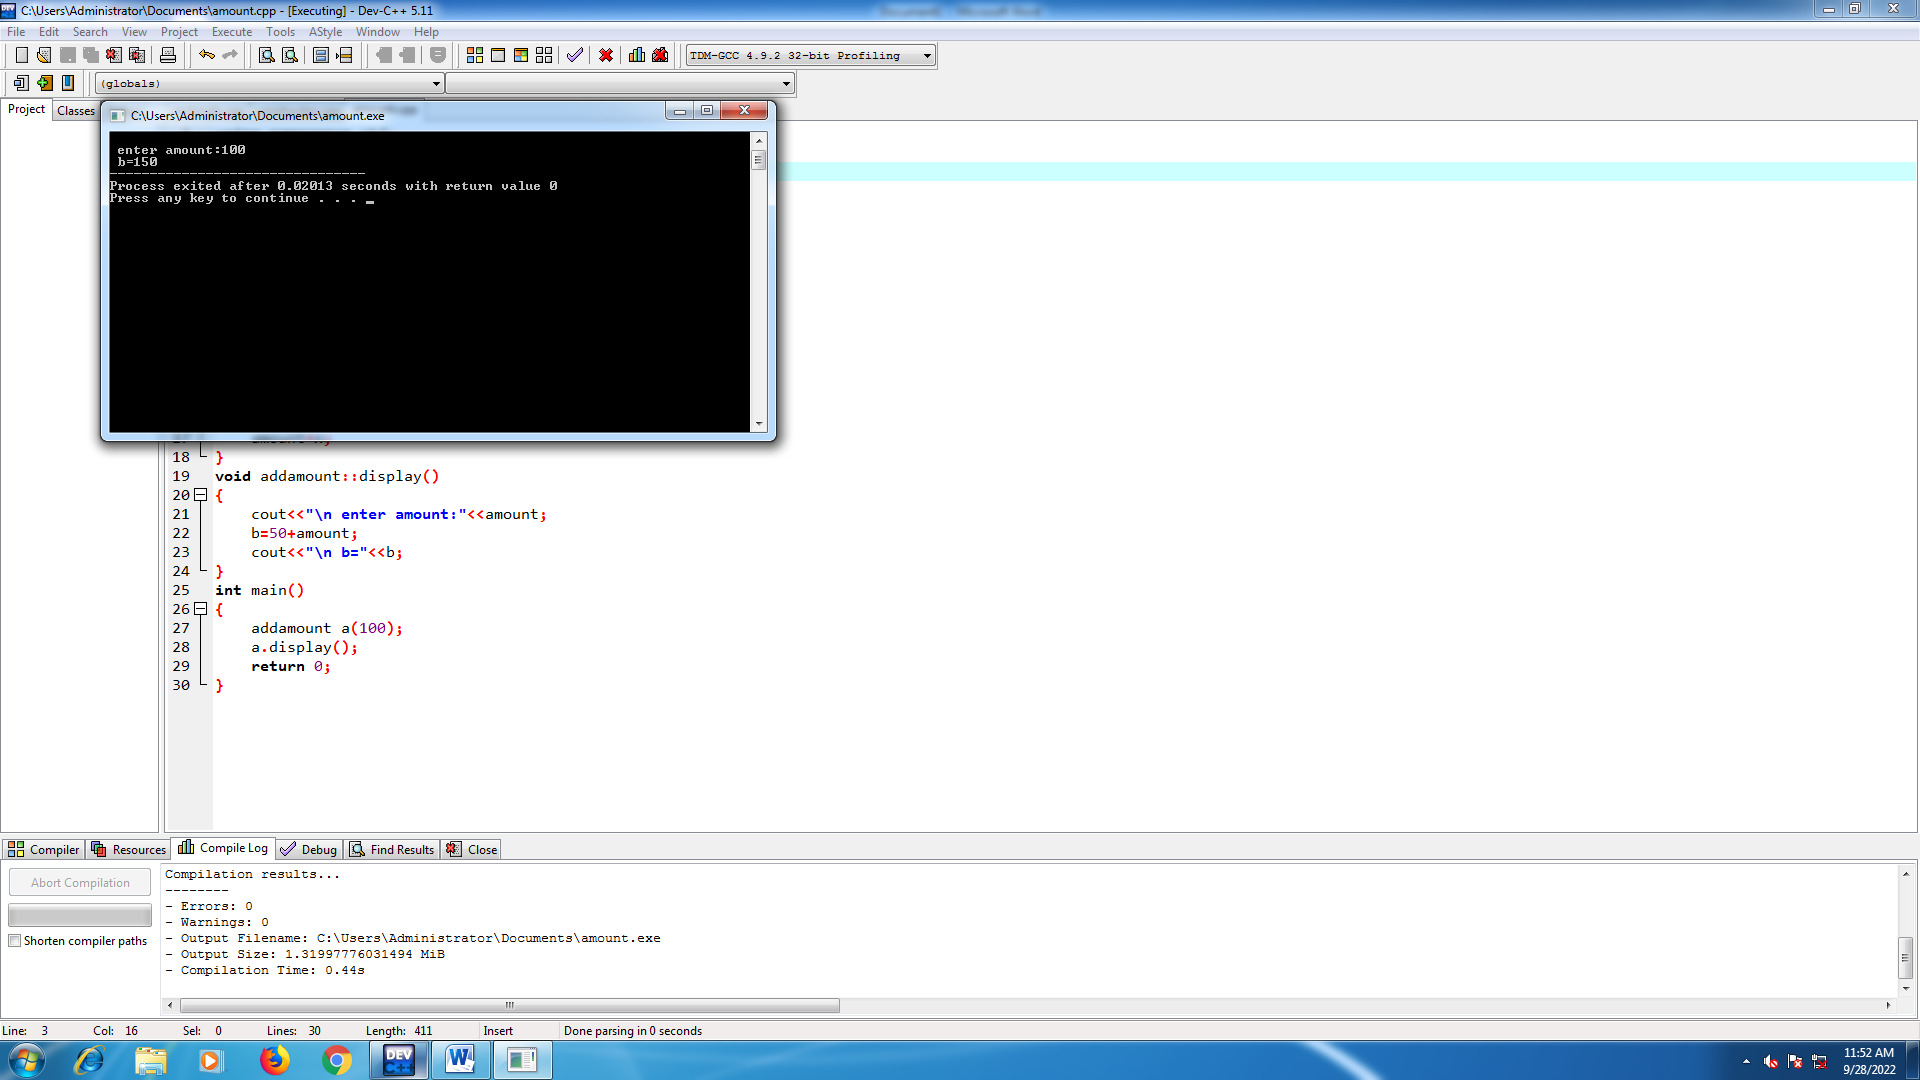 C:\Users\Administrator\Documents\amount.cpp - [Executing] - Dev-C++ 5.11
File Edit Search View Project Execute Tools AStyle Window Help
TDM-GCC 4.9.2 32-bit Profiling
(globals)
Project Classes
C:\Users\Administrator\Documents\amount.exe
enter amount:100
b=150
--------------------------------
Process exited after 0.02013 seconds with return value 0
Press any key to continue . . . _
18 }
19 void addamount::display()
20 {
21 cout<<"\n enter amount:"<<amount;
22 b=50+amount;
23 cout<<"\n b="<<b;
24 }
25 int main()
26 {
27 addamount a(100);
28 a.display();
29 return 0;
30 }
Compiler Resources Compile Log Debug Find Results Close
Abort Compilation
Shorten compiler paths
Compilation results...
--------
- Errors: 0
- Warnings: 0
- Output Filename: C:\Users\Administrator\Documents\amount.exe
- Output Size: 1.31997776031494 MiB
- Compilation Time: 0.44s
Line: 3 Col: 16 Sel: 0 Lines: 30 Length: 411 Insert Done parsing in 0 seconds
DEV C++
W
11:52 AM
9/28/2022